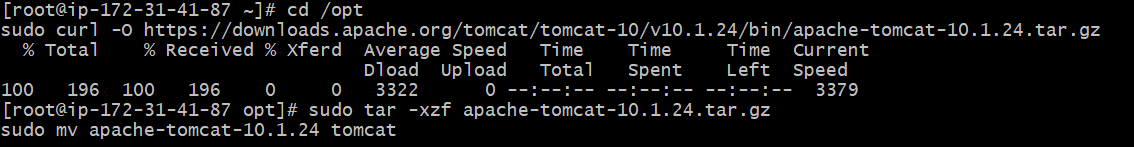 [root@ip-172-31-41-87 ~]# cd /opt
sudo curl -O https://downloads.apache.org/tomcat/tomcat-10/v10.1.24/bin/apache-tomcat-10.1.24.tar.gz
  % Total    % Received % Xferd  Average Speed   Time    Time     Time  Current
                                 Dload  Upload   Total   Spent    Left  Speed
100   196  100   196    0     0   3322      0 --:--:-- --:--:-- --:--:--  3379
[root@ip-172-31-41-87 opt]# sudo tar -xzf apache-tomcat-10.1.24.tar.gz
sudo mv apache-tomcat-10.1.24 tomcat